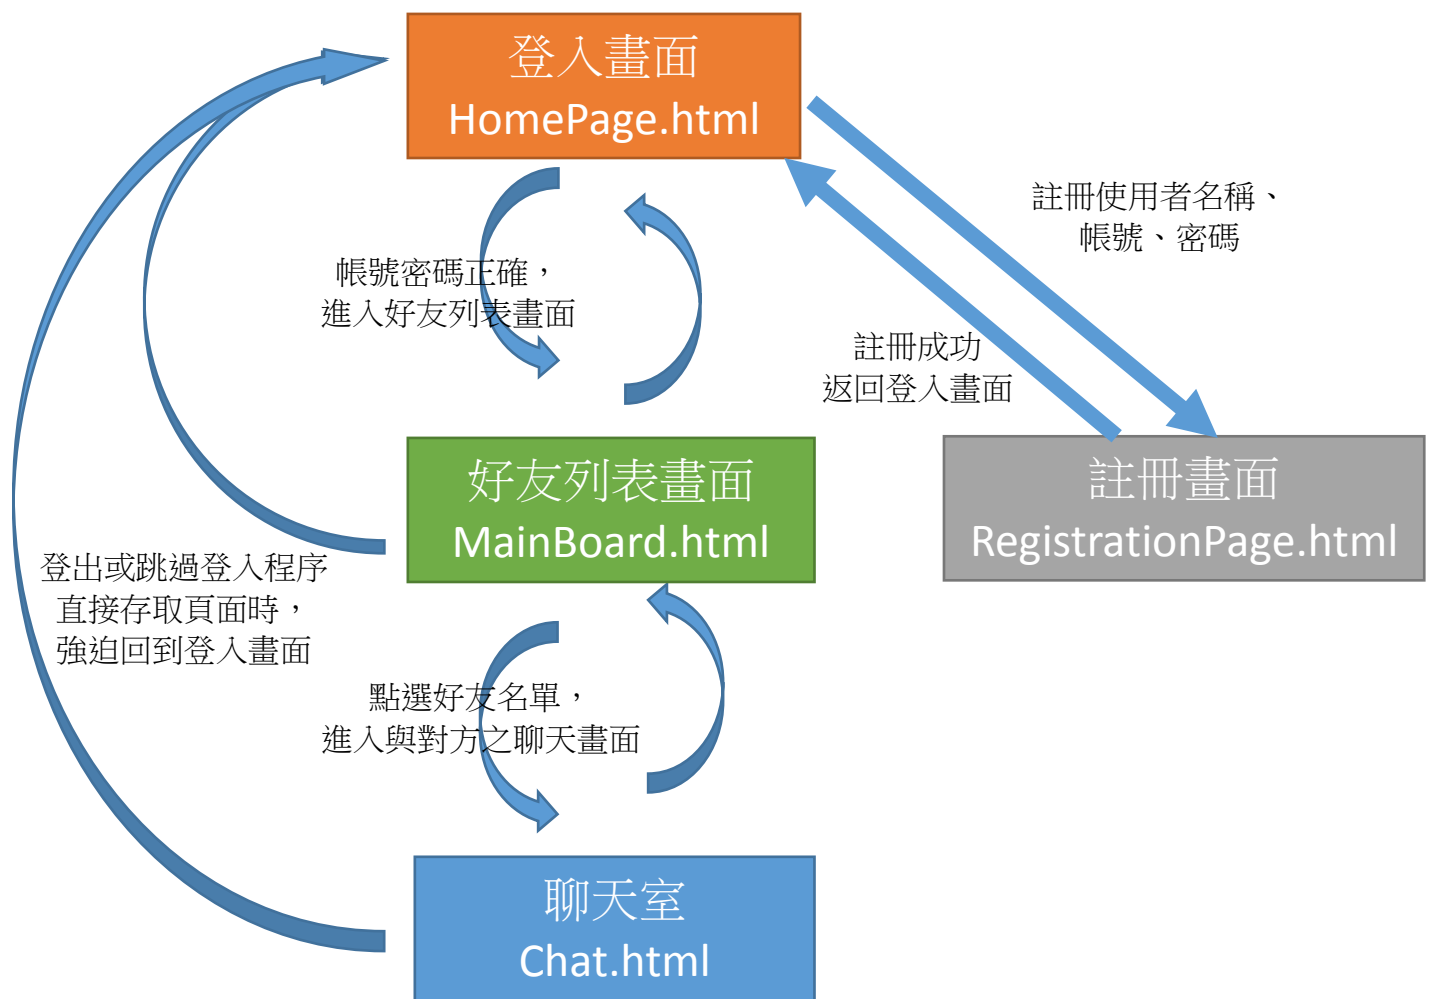 登入畫面
HomePage.html
註冊使用者名稱、
帳號、密碼
帳號密碼正確，
進入好友列表畫面
註冊成功
返回登入畫面
好友列表畫面
MainBoard.html
註冊畫面
RegistrationPage.html
登出或跳過登入程序
直接存取頁面時，
強迫回到登入畫面
點選好友名單，
進入與對方之聊天畫面
聊天室
Chat.html